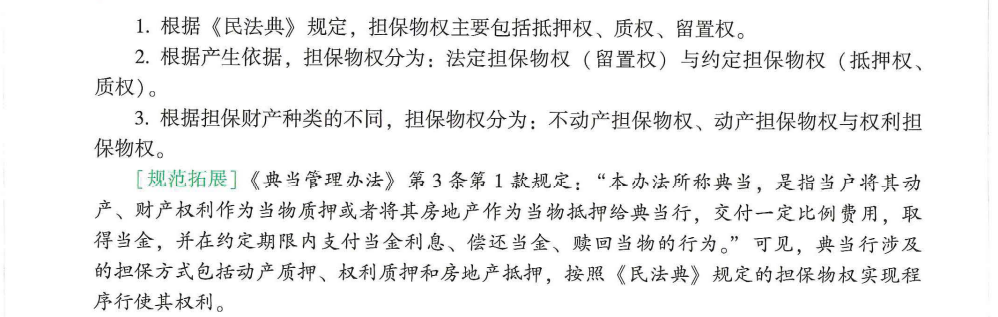 1. 根据《民法典》规定，担保物权主要包括抵押权、质权、留置权。
2. 根据产生依据，担保物权分为：法定担保物权（留置权）与约定担保物权（抵押权、
质权）。
3. 根据担保财产种类的不同，担保物权分为：不动产担保物权、动产担保物权与权利担
保物权。
［规范拓展］《典当管理办法》第3条第1款规定：“本办法所称典当，是指当户将其动
产、财产权利作为当物质押或者将其房地产作为当物抵押给典当行，交付一定比例费用，取
得当金，并在约定期限内支付当金利息、偿还当金、赎回当物的行为。”可见，典当行涉及
的担保方式包括动产质押、权利质押和房地产抵押，按照《民法典》规定的担保物权实现程
序行使其权利。